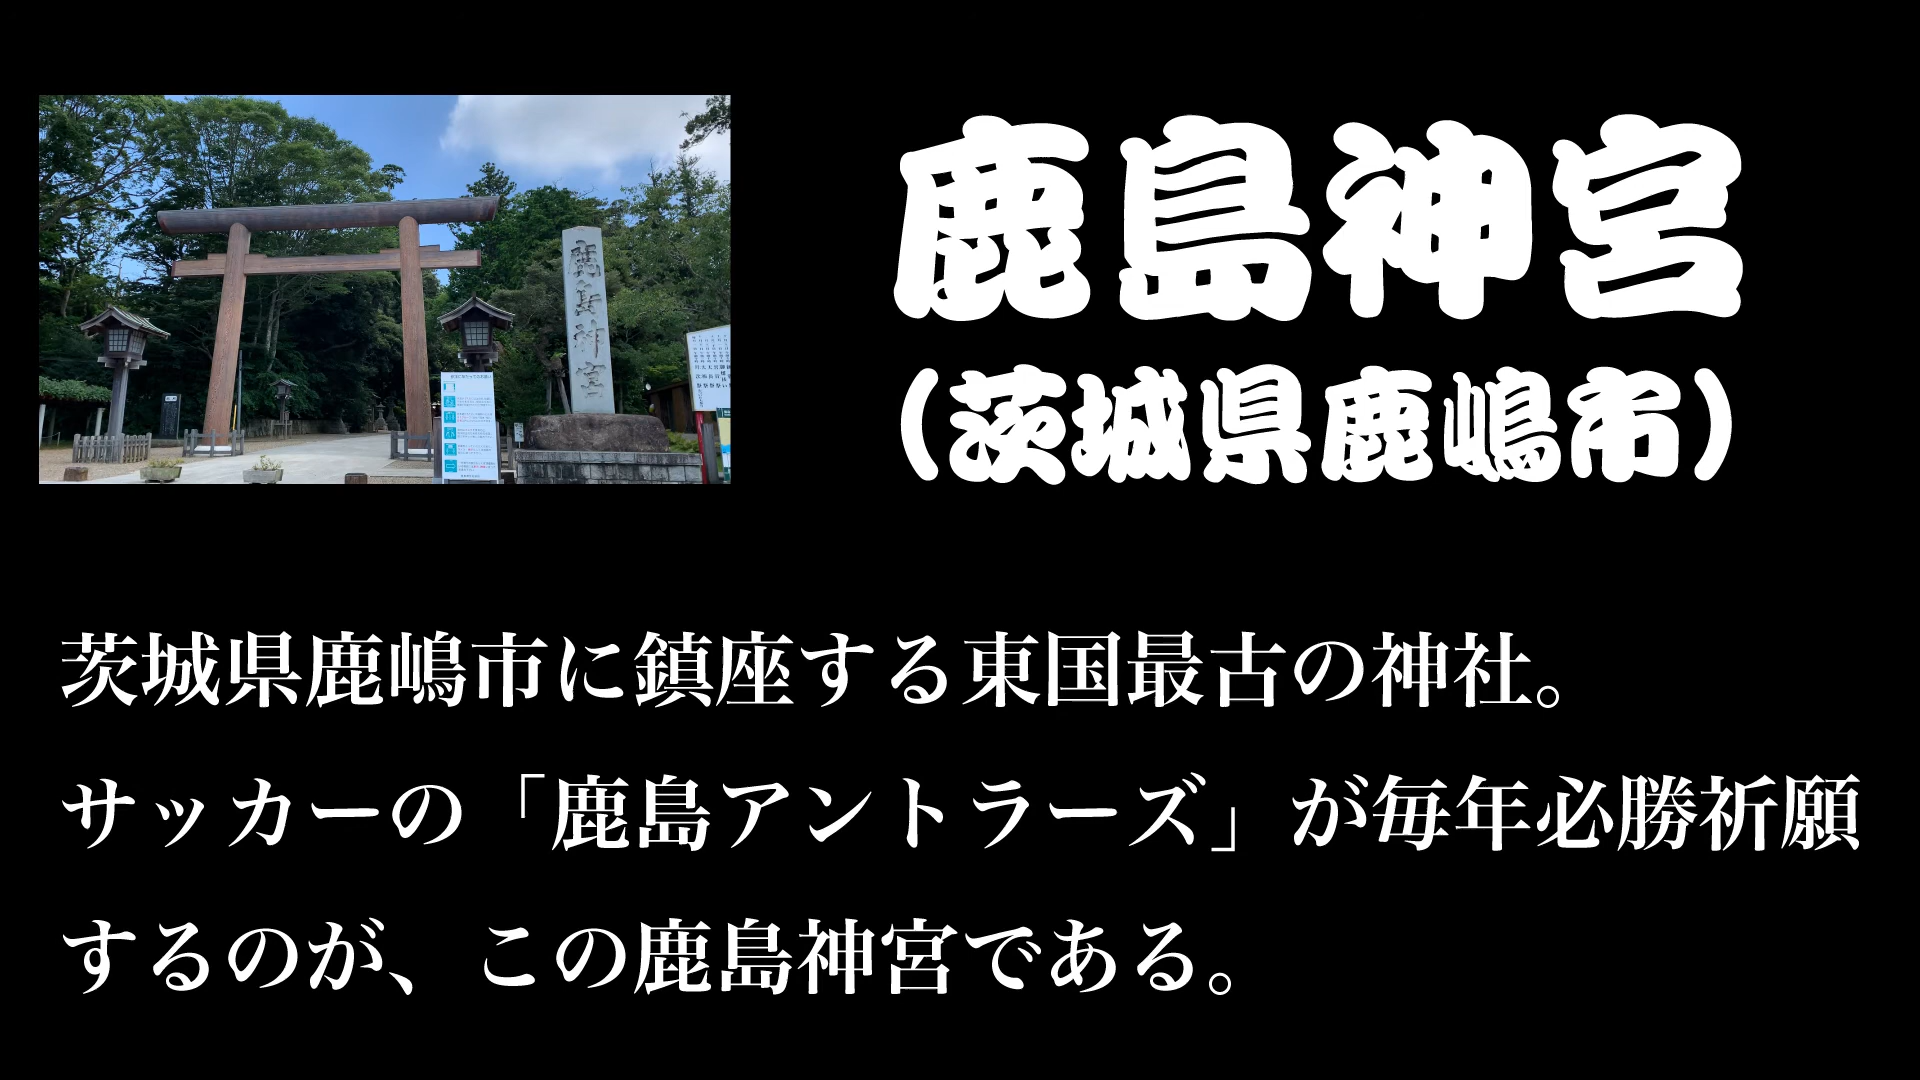 鹿島神宮
鹿島神宮
（茨城県鹿嶋市）
茨城県鹿嶋市に鎮座する東国最古の神社。
サッカーの「鹿島アントラーズ」が毎年必勝祈願
するのが、この鹿島神宮である。